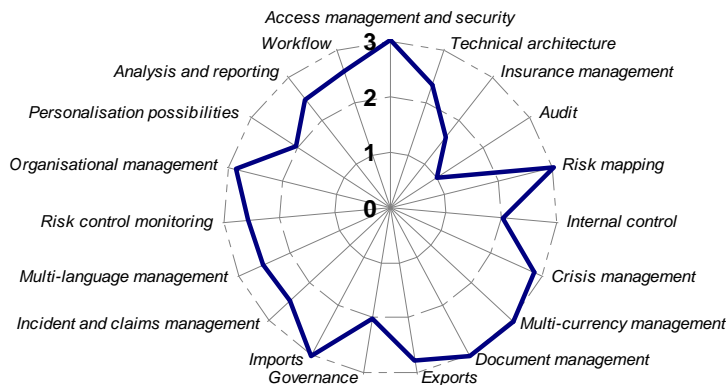 Access management and security
Workflow
3
Technical architecture
Analysis and reporting
Insurance management
Personalisation possibilities
2
Audit
Organisational management
1
Risk mapping
Risk control monitoring
0
Internal control
Multi-language management
Crisis management
Incident and claims management
Multi-currency management
Imports
Document management
Governance
Exports